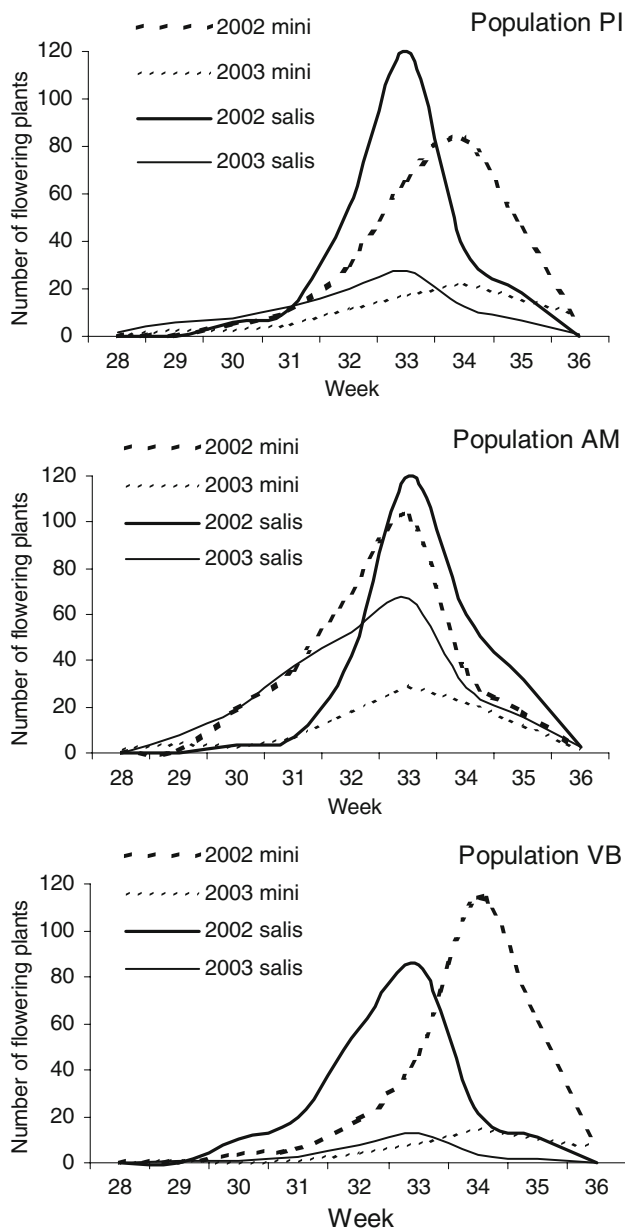 Population PI
2002 mini
2003 mini
2002 salis
2003 salis
Number of flowering plants
120
100
80
60
40
20
0
28 29 30 31 32 33 34 35 36
Week
Population AM
2002 mini
2003 mini
2002 salis
2003 salis
Number of flowering plants
120
100
80
60
40
20
0
28 29 30 31 32 33 34 35 36
Week
Population VB
2002 mini
2003 mini
2002 salis
2003 salis
Number of flowering plants
120
100
80
60
40
20
0
28 29 30 31 32 33 34 35 36
Week